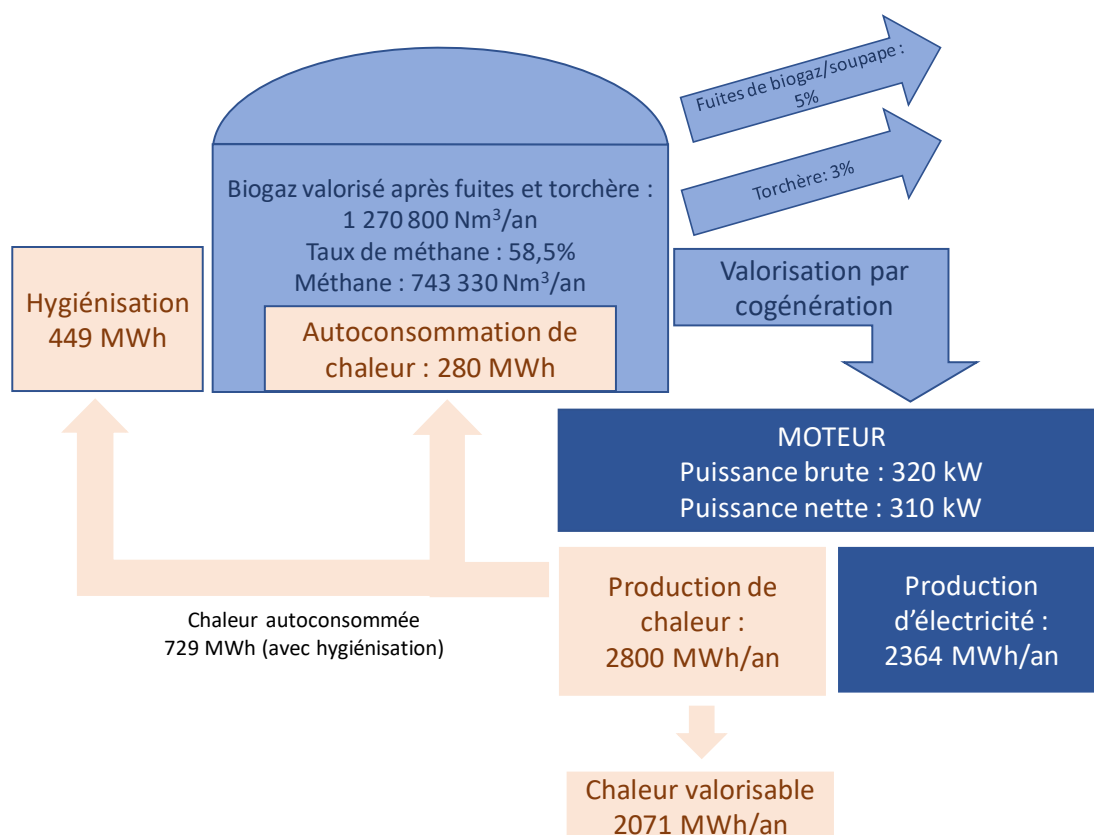 Fuites de biogaz/soupape :
5%
Torchère: 3%
Biogaz valorisé après fuites et torchère :
1 270 800 Nm³/an
Taux de méthane : 58,5%
Méthane : 743 330 Nm³/an
Valorisation par
cogénération
Hygiénisation
449 MWh
Autoconsommation de
chaleur : 280 MWh
MOTEUR
Puissance brute : 320 kW
Puissance nette : 310 kW
Chaleur autoconsommée
729 MWh (avec hygiénisation)
Production de
chaleur :
2800 MWh/an
Production
d’électricité :
2364 MWh/an
Chaleur valorisable
2071 MWh/an